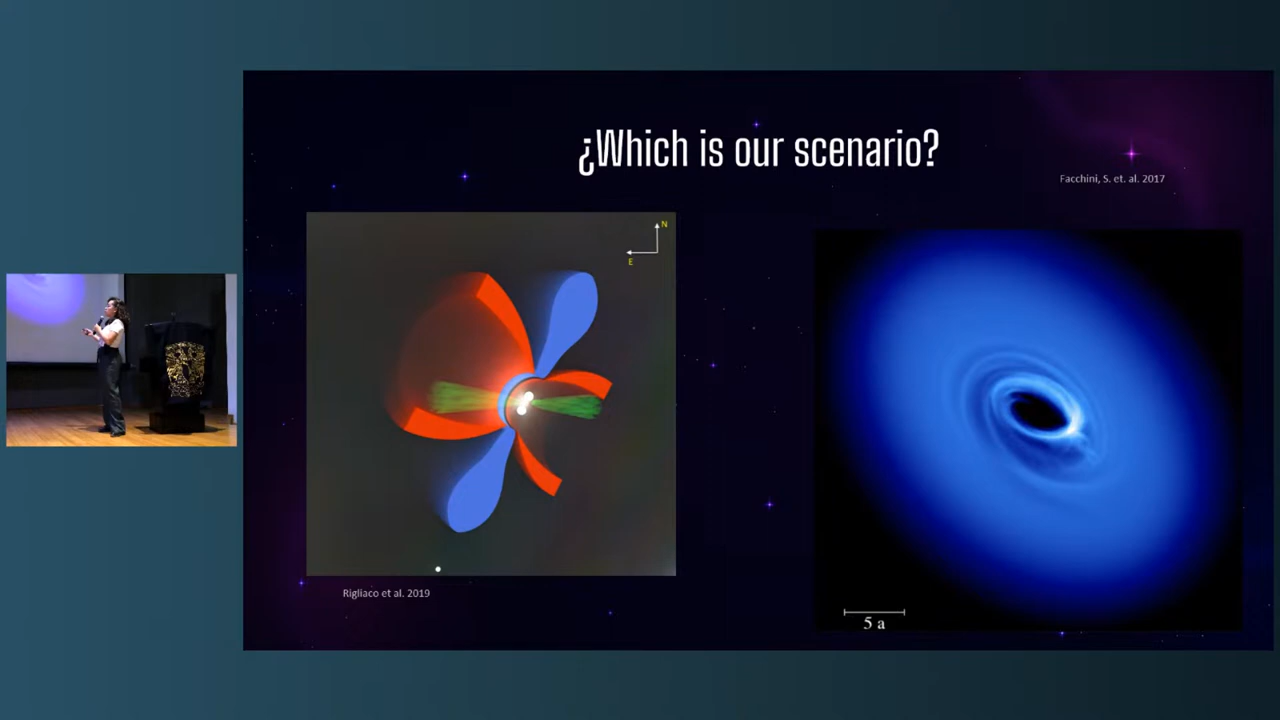 ¿Which is our scenario?
Facchini, S. et. al. 2017
N
E
Rigliaco et al. 2019
5 a